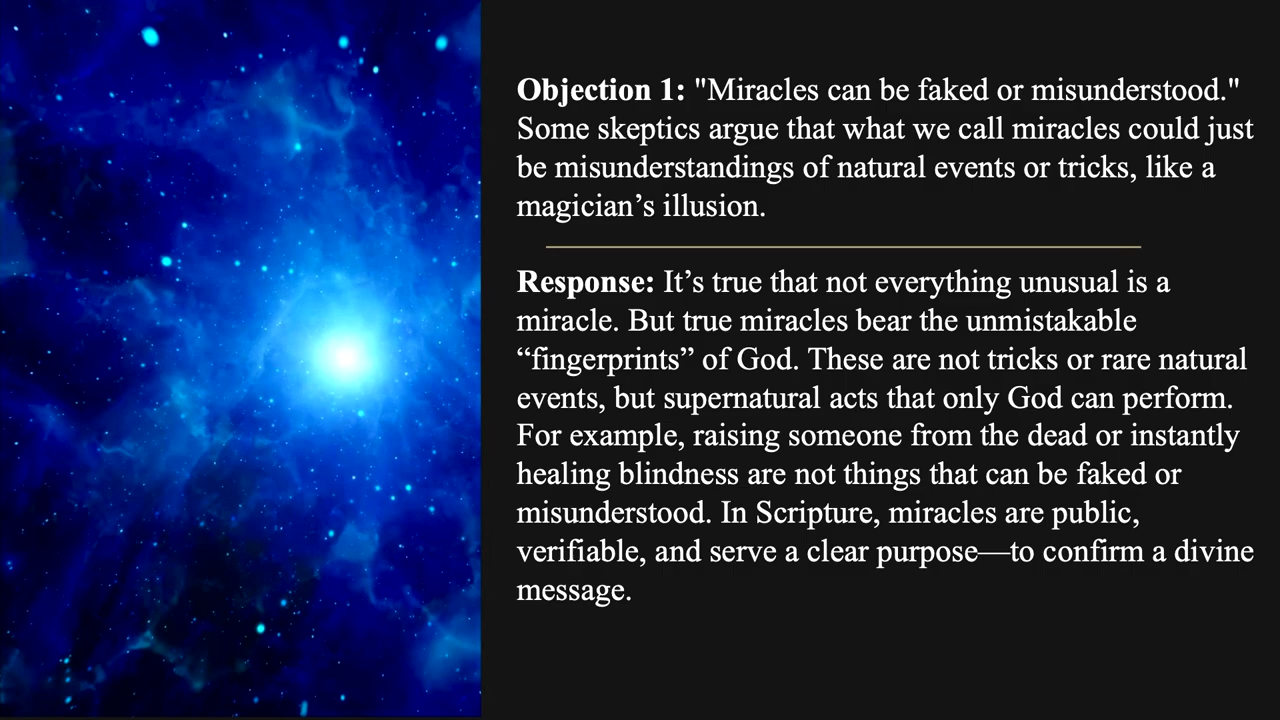 Objection 1: "Miracles can be faked or misunderstood."
Some skeptics argue that what we call miracles could just
be misunderstandings of natural events or tricks, like a
magician’s illusion.
Response: It’s true that not everything unusual is a
miracle. But true miracles bear the unmistakable
“fingerprints” of God. These are not tricks or rare natural
events, but supernatural acts that only God can perform.
For example, raising someone from the dead or instantly
healing blindness are not things that can be faked or
misunderstood. In Scripture, miracles are public,
verifiable, and serve a clear purpose—to confirm a divine
message.